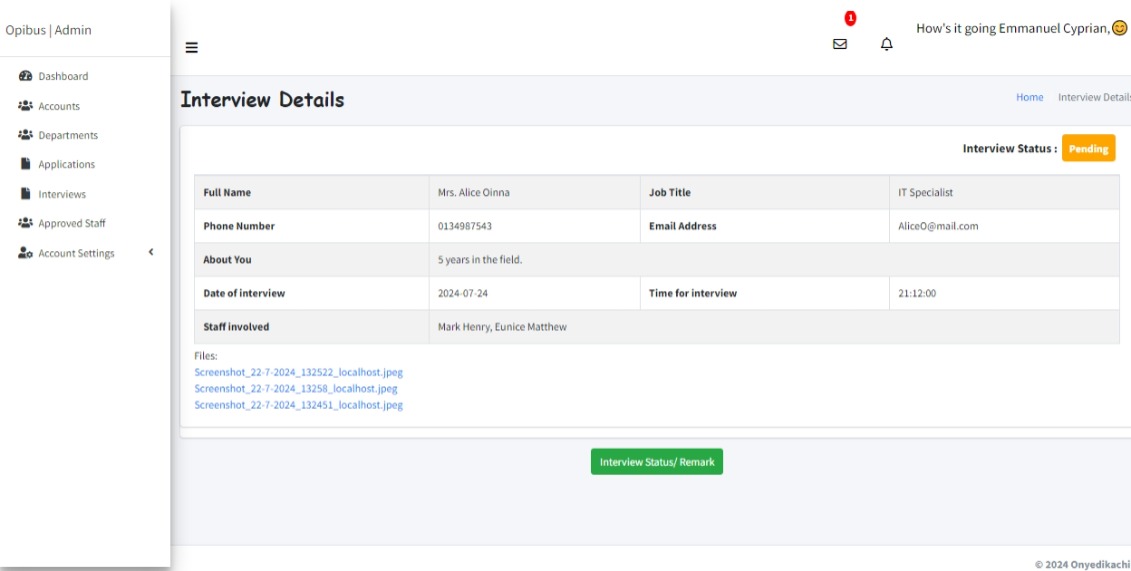 Opibus | Admin
1
How's it going Emmanuel Cyprian,😊
Dashboard
Accounts
Departments
Applications
Interviews
Approved Staff
Account Settings
Interview Details
Home Interview Details
Interview Status : Pending
Full Name Mrs. Alice Oinna Job Title IT Specialist
Phone Number 0134987543 Email Address AliceO@mail.com
About You 5 years in the field.
Date of interview 2024-07-24 Time for interview 21:12:00
Staff involved Mark Henry, Eunice Matthew
Files:
Screenshot_22-7-2024_132522_localhost.jpeg
Screenshot_22-7-2024_13258_localhost.jpeg
Screenshot_22-7-2024_132451_localhost.jpeg
Interview Status/ Remark
© 2024 Onyedikachi